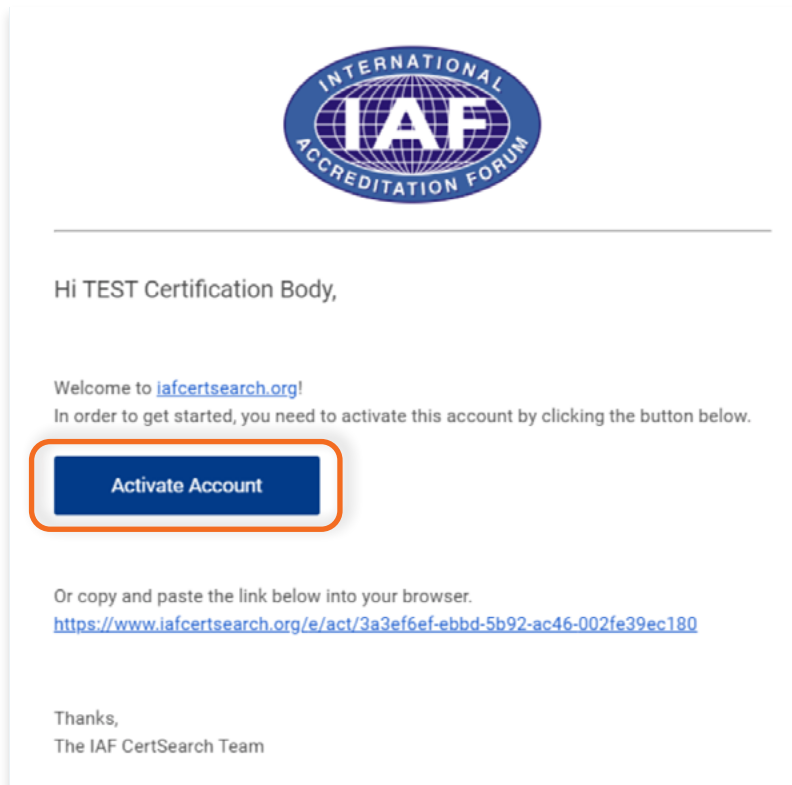 INTERNATIONAL
IAF
ACCREDITATION FORUM
Hi TEST Certification Body,
Welcome to iafcertsearch.org!
In order to get started, you need to activate this account by clicking the button below.
Activate Account
Or copy and paste the link below into your browser.
https://www.iafcertsearch.org/e/act/3a3ef6ef-ebbd-5b92-ac46-002fe39ec180
Thanks,
The IAF CertSearch Team